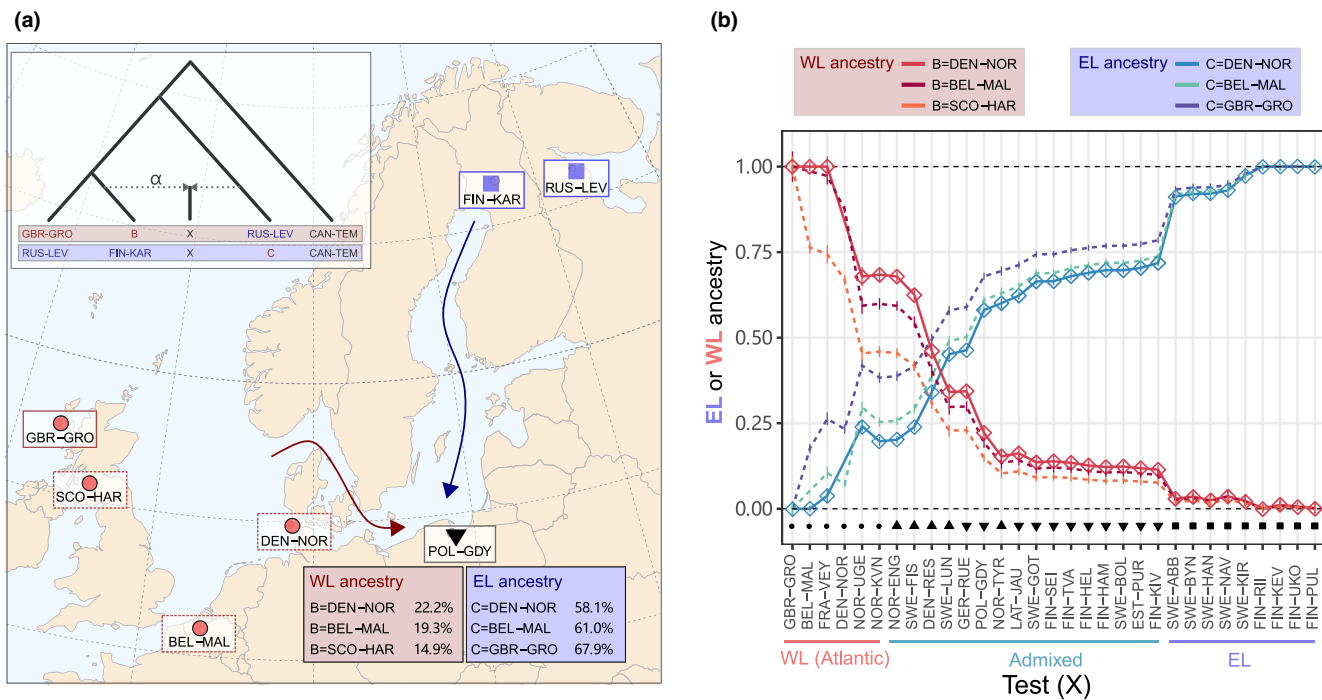 (a)
α
GBR-GRO B X RUS-LEV CAN-TEM
RUS-LEV FIN-KAR X C CAN-TEM
FIN-KAR
RUS-LEV
GBR-GRO
SCO-HAR
DEN-NOR
POL-GDY
BEL-MAL
WL ancestry
B=DEN-NOR 22.2%
B=BEL-MAL 19.3%
B=SCO-HAR 14.9%
EL ancestry
C=DEN-NOR 58.1%
C=BEL-MAL 61.0%
C=GBR-GRO 67.9%
(b)
WL ancestry
B=DEN-NOR
B=BEL-MAL
B=SCO-HAR
EL ancestry
C=DEN-NOR
C=BEL-MAL
C=GBR-GRO
EL or WL ancestry
1.00
0.75
0.50
0.25
0.00
GBR-GRO
BEL-MAL
FRA-VEY
DEN-NOR
NOR-UGE
NOR-KVN
NOR-ENG
SWE-FIS
DEN-RES
SWE-LUN
GER-RUE
POL-GDY
NOR-TYR
LAT-JAU
SWE-GOT
FIN-SEI
FIN-TVA
FIN-HEL
FIN-HAM
SWE-BOL
EST-PUR
FIN-KIV
SWE-ABB
SWE-BYN
SWE-HAN
SWE-NAV
SWE-KIR
FIN-RII
FIN-KEV
FIN-UKO
FIN-PUL
WL (Atlantic)
Admixed
EL
Test (X)